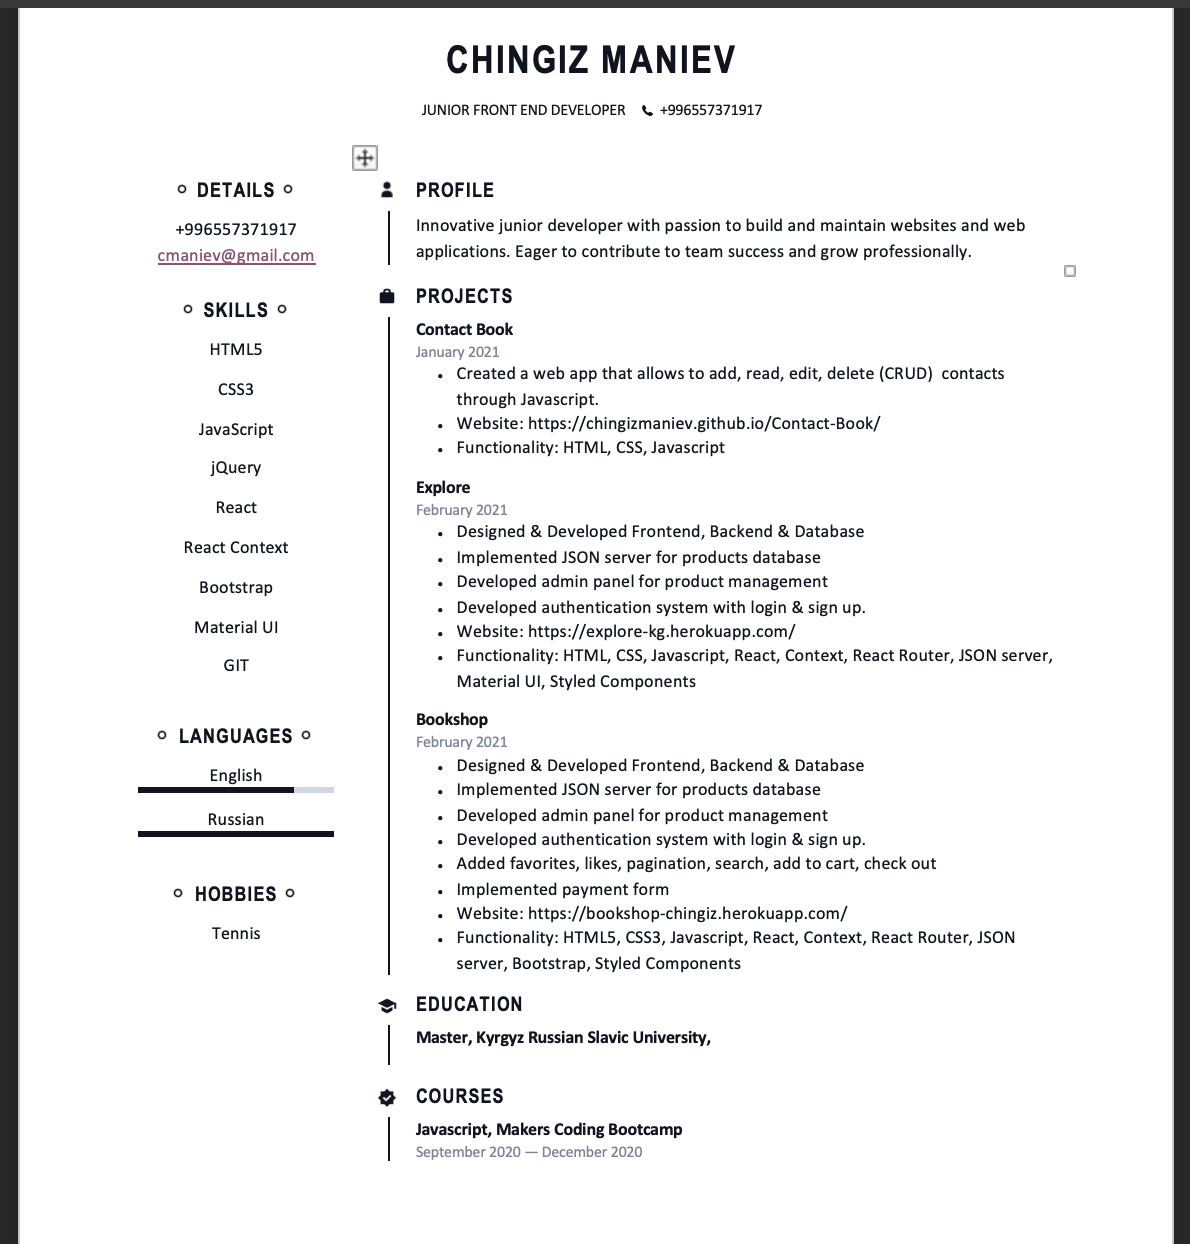 CHINGIZ MANIEV
JUNIOR FRONT END DEVELOPER +996557371917
DETAILS
+996557371917
cmaniev@gmail.com
SKILLS
HTML5
CSS3
JavaScript
jQuery
React
React Context
Bootstrap
Material UI
GIT
LANGUAGES
English
Russian
HOBBIES
Tennis
PROFILE
Innovative junior developer with passion to build and maintain websites and web
applications. Eager to contribute to team success and grow professionally.
PROJECTS
Contact Book
January 2021
• Created a web app that allows to add, read, edit, delete (CRUD)  contacts
through Javascript.
• Website: https://chingizmaniev.github.io/Contact-Book/
• Functionality: HTML, CSS, Javascript
Explore
February 2021
• Designed & Developed Frontend, Backend & Database
• Implemented JSON server for products database
• Developed admin panel for product management
• Developed authentication system with login & sign up.
• Website: https://explore-kg.herokuapp.com/
• Functionality: HTML, CSS, Javascript, React, Context, React Router, JSON server,
Material UI, Styled Components
Bookshop
February 2021
• Designed & Developed Frontend, Backend & Database
• Implemented JSON server for products database
• Developed admin panel for product management
• Developed authentication system with login & sign up.
• Added favorites, likes, pagination, search, add to cart, check out
• Implemented payment form
• Website: https://bookshop-chingiz.herokuapp.com/
• Functionality: HTML5, CSS3, Javascript, React, Context, React Router, JSON
server, Bootstrap, Styled Components
EDUCATION
Master, Kyrgyz Russian Slavic University,
COURSES
Javascript, Makers Coding Bootcamp
September 2020 — December 2020